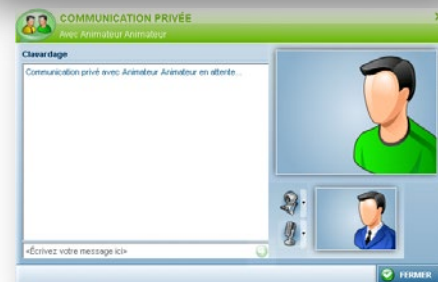 COMMUNICATION PRIVÉE
Avec Animateur Animateur
Clavardage
Communication privé avec Animateur Animateur en attente...
<Écrivez votre message ici>
FERMER